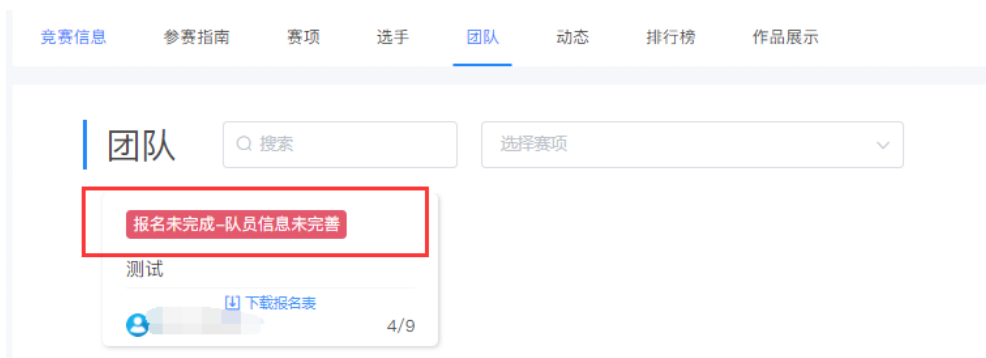 竞赛信息 参赛指南 赛项 选手 团队 动态 排行榜 作品展示
团队 搜索 选择赛项
报名未完成-队员信息未完善
测试
下载报名表
4/9